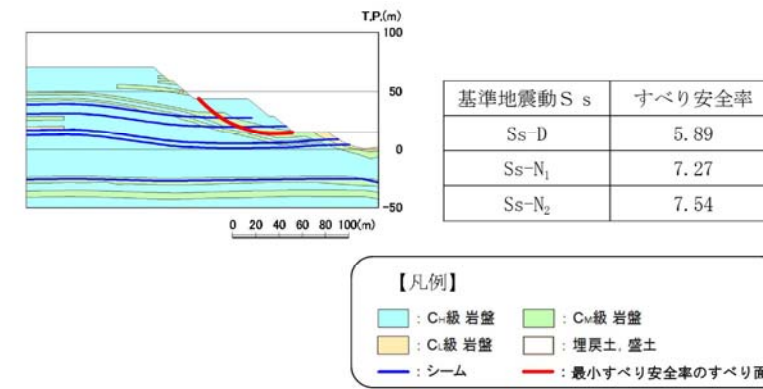 T.P.(m)
100
50
0
-50
0 20 40 60 80 100(m)
基準地震動Ss すべり安全率
Ss-D 5.89
Ss-N₁ 7.27
Ss-N₂ 7.54
【凡例】
：CH級 岩盤 ：CM級 岩盤
：CL級 岩盤 ：埋戻土, 盛土
：シーム ：最小すべり安全率のすべり面